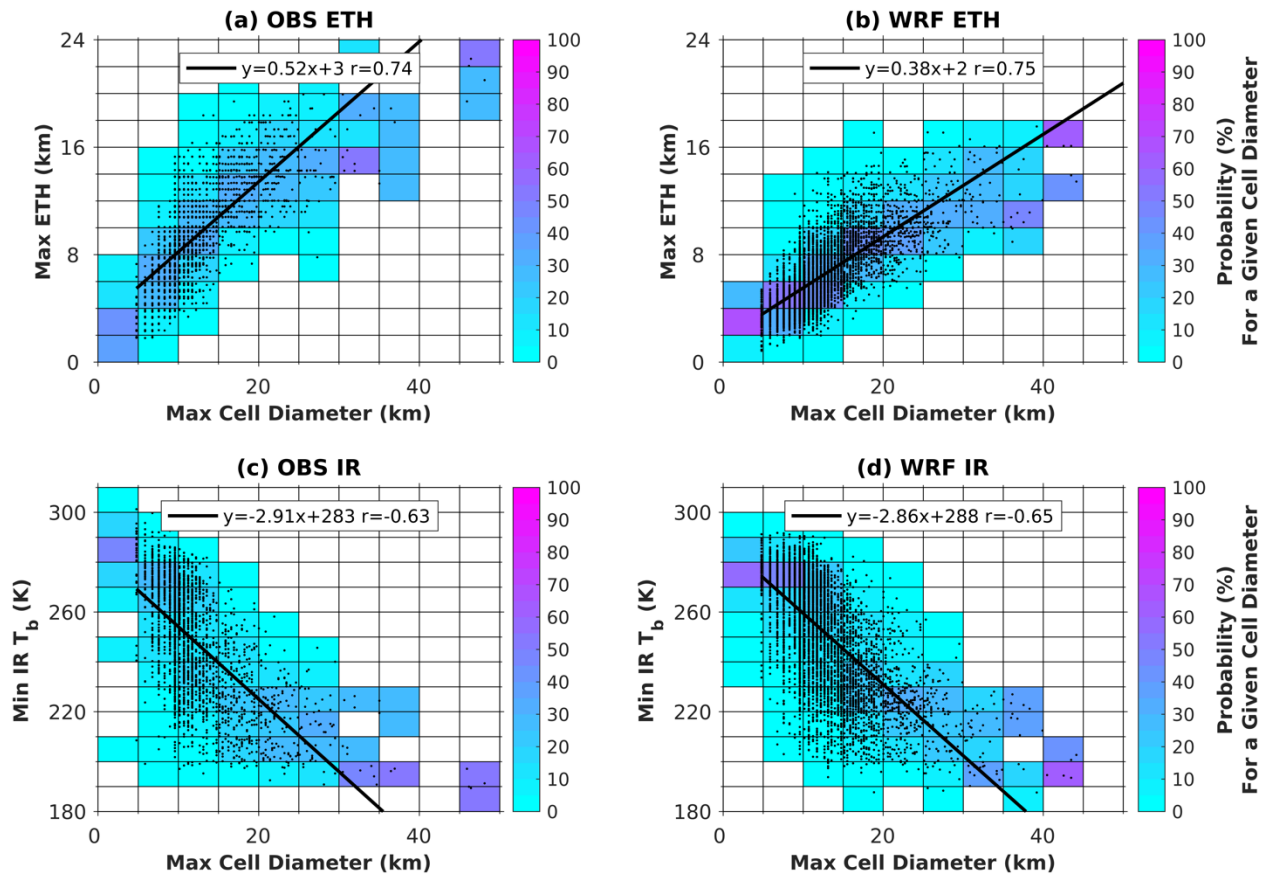 (a) OBS ETH
(b) WRF ETH
y=0.52x+3 r=0.74
y=0.38x+2 r=0.75
24
16
8
0
Max ETH (km)
0 20 40
Max Cell Diameter (km)
100
90
80
70
60
50
40
30
20
10
0
24
16
8
0
Max ETH (km)
0 20 40
Max Cell Diameter (km)
100
90
80
70
60
50
40
30
20
10
0
Probability (%)
For a Given Cell Diameter
(c) OBS IR
(d) WRF IR
y=-2.91x+283 r=-0.63
y=-2.86x+288 r=-0.65
300
260
220
180
Min IR T_b (K)
0 20 40
Max Cell Diameter (km)
100
90
80
70
60
50
40
30
20
10
0
300
260
220
180
Min IR T_b (K)
0 20 40
Max Cell Diameter (km)
100
90
80
70
60
50
40
30
20
10
0
Probability (%)
For a Given Cell Diameter